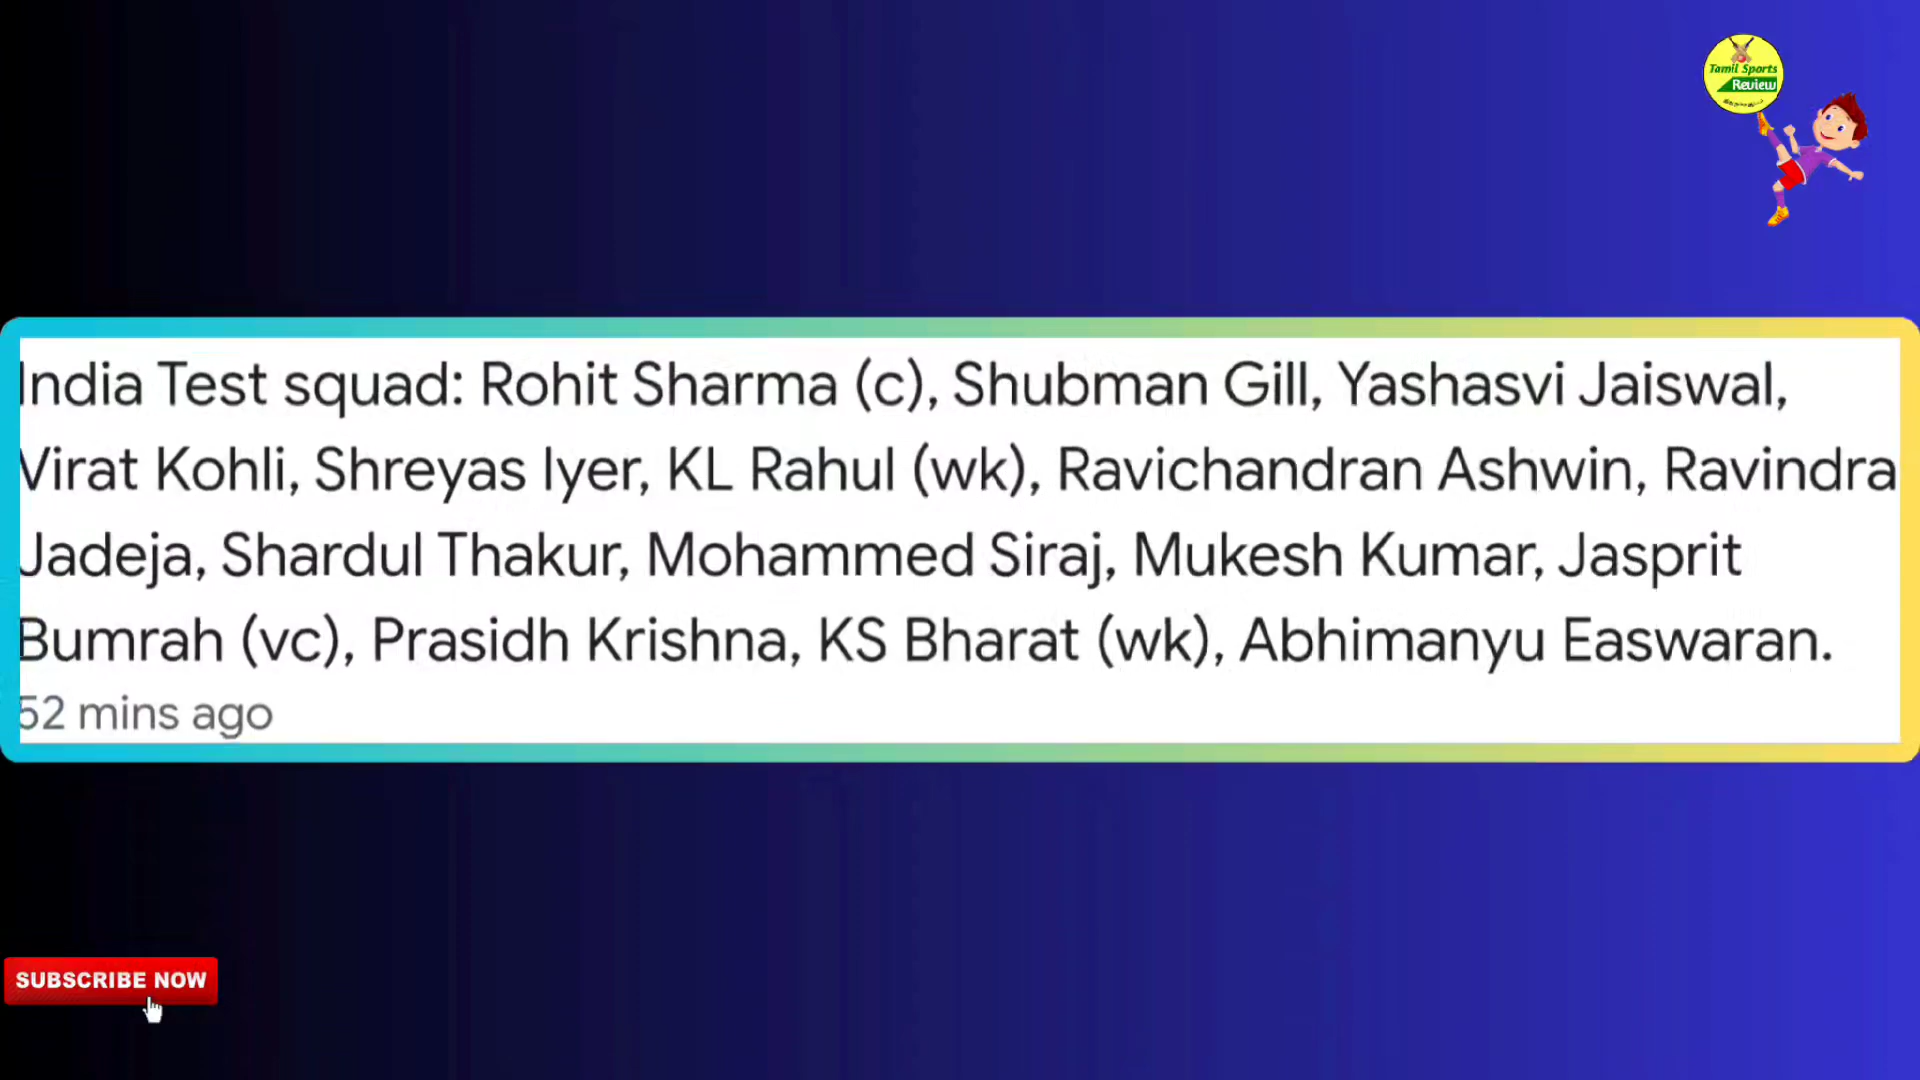 Tamil Sports
Review
India Test squad: Rohit Sharma (c), Shubman Gill, Yashasvi Jaiswal,
Virat Kohli, Shreyas Iyer, KL Rahul (wk), Ravichandran Ashwin, Ravindra
Jadeja, Shardul Thakur, Mohammed Siraj, Mukesh Kumar, Jasprit
Bumrah (vc), Prasidh Krishna, KS Bharat (wk), Abhimanyu Easwaran.
52 mins ago
SUBSCRIBE NOW